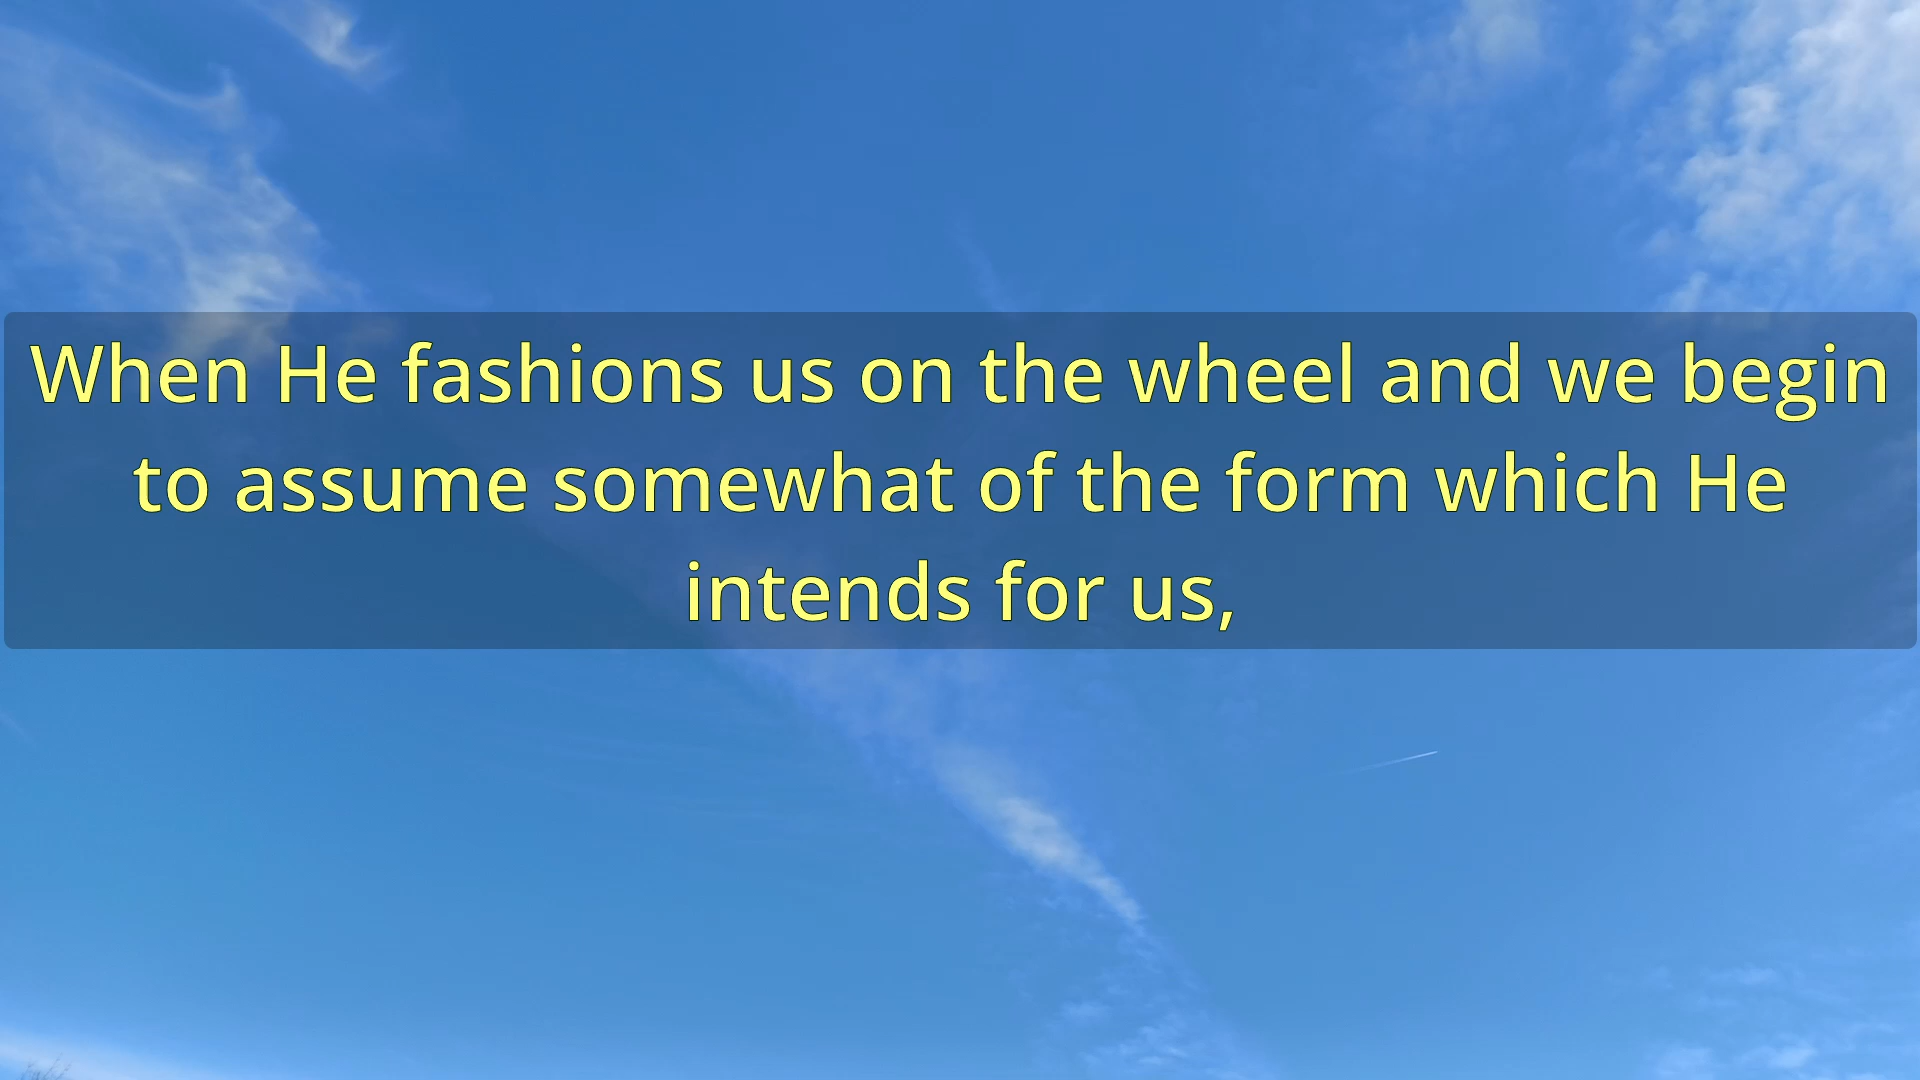 When He fashions us on the wheel and we begin
to assume somewhat of the form which He
intends for us,